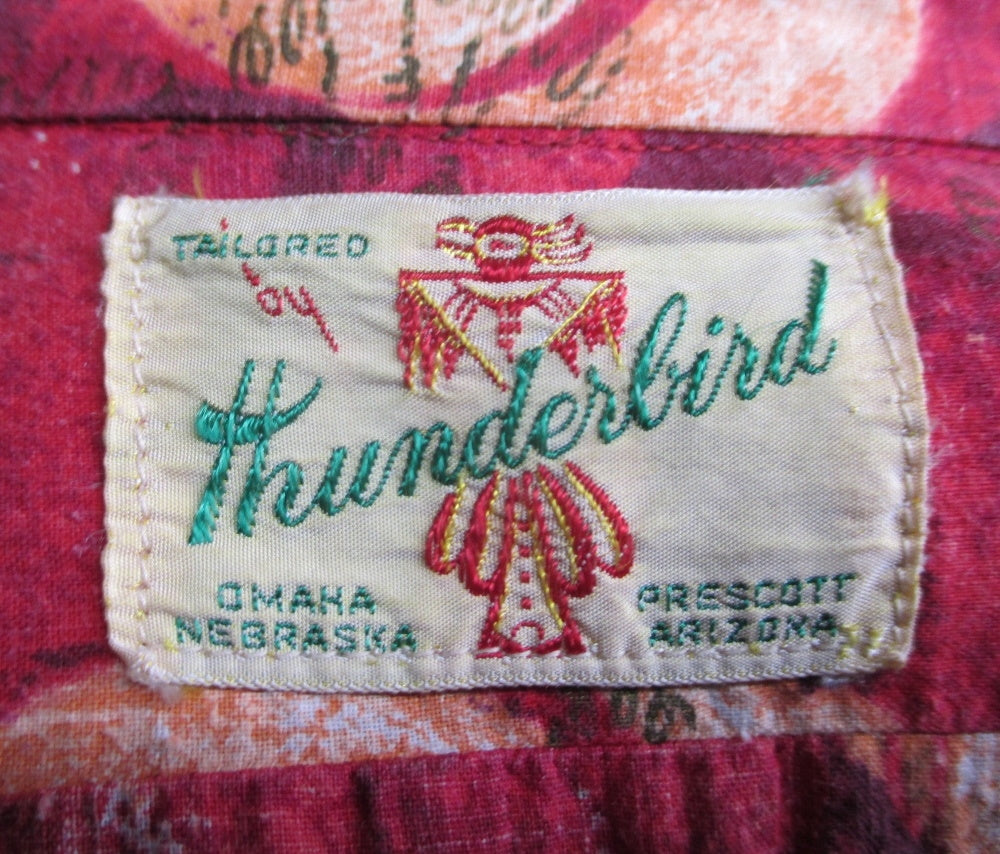 TAiLORED
by
Thunderbird
OMAHA
NEBRASKA
PRESCOTT
ARIZONA